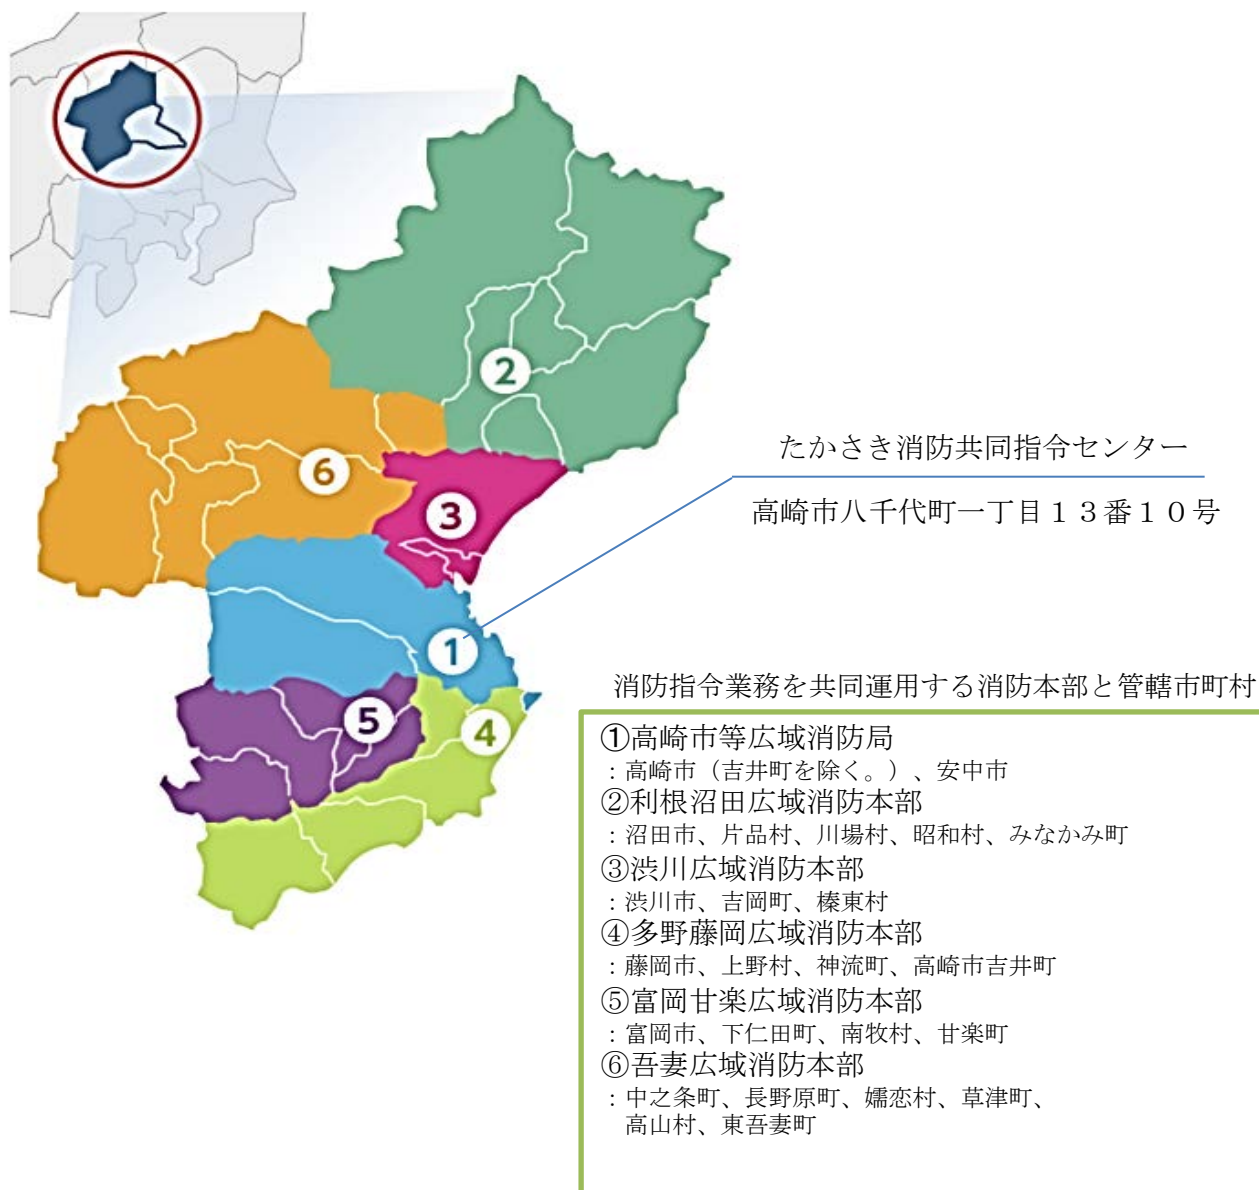 たかさき消防共同指令センター
高崎市八千代町一丁目１３番１０号
2
6
3
1
5
4
消防指令業務を共同運用する消防本部と管轄市町村
①高崎市等広域消防局
：高崎市（吉井町を除く。）、安中市
②利根沼田広域消防本部
：沼田市、片品村、川場村、昭和村、みなかみ町
③渋川広域消防本部
：渋川市、吉岡町、榛東村
④多野藤岡広域消防本部
：藤岡市、上野村、神流町、高崎市吉井町
⑤富岡甘楽広域消防本部
：富岡市、下仁田町、南牧村、甘楽町
⑥吾妻広域消防本部
：中之条町、長野原町、嬬恋村、草津町、
高山村、東吾妻町